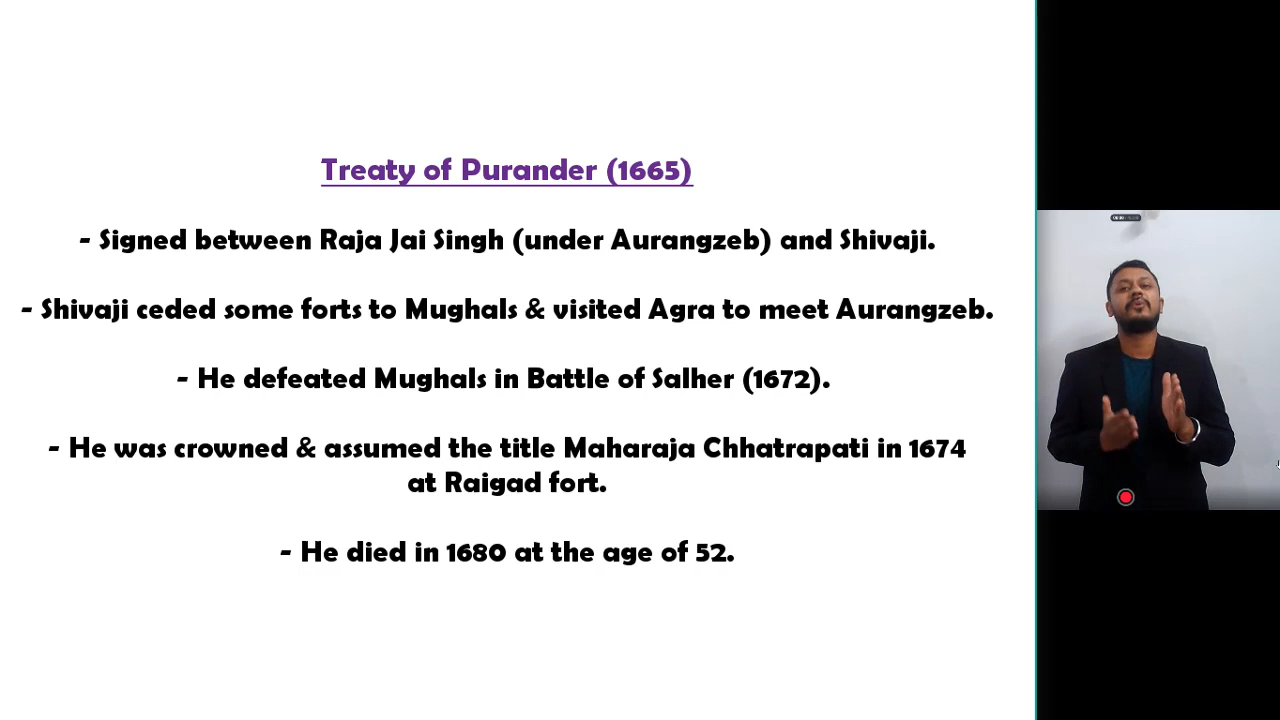 Treaty of Purander (1665)
- Signed between Raja Jai Singh (under Aurangzeb) and Shivaji.
- Shivaji ceded some forts to Mughals & visited Agra to meet Aurangzeb.
- He defeated Mughals in Battle of Salher (1672).
- He was crowned & assumed the title Maharaja Chhatrapati in 1674
at Raigad fort.
- He died in 1680 at the age of 52.